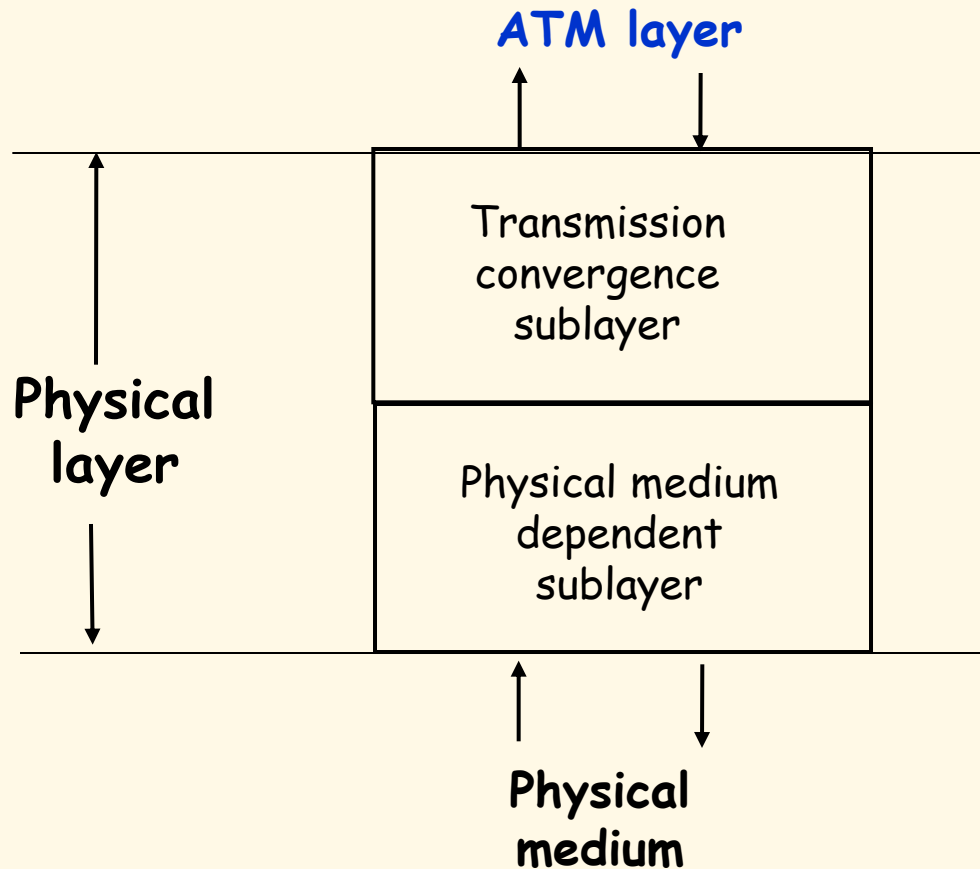 ATM layer
Transmission
convergence
sublayer
Physical
layer
Physical medium
dependent
sublayer
Physical
medium